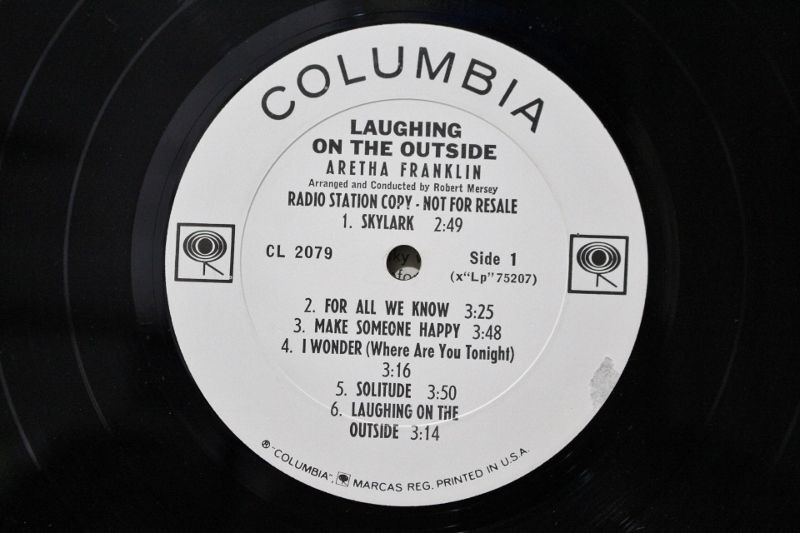 COLUMBIA
LAUGHING
ON THE OUTSIDE
ARETHA FRANKLIN
Arranged and Conducted by Robert Mersey
RADIO STATION COPY - NOT FOR RESALE
1. SKYLARK 2:49
CL 2079
Side 1
(x"Lp" 75207)
2. FOR ALL WE KNOW 3:25
3. MAKE SOMEONE HAPPY 3:48
4. I WONDER (Where Are You Tonight)
3:16
5. SOLITUDE 3:50
6. LAUGHING ON THE
OUTSIDE 3:14
® "COLUMBIA", MARCAS REG. PRINTED IN U.S.A.